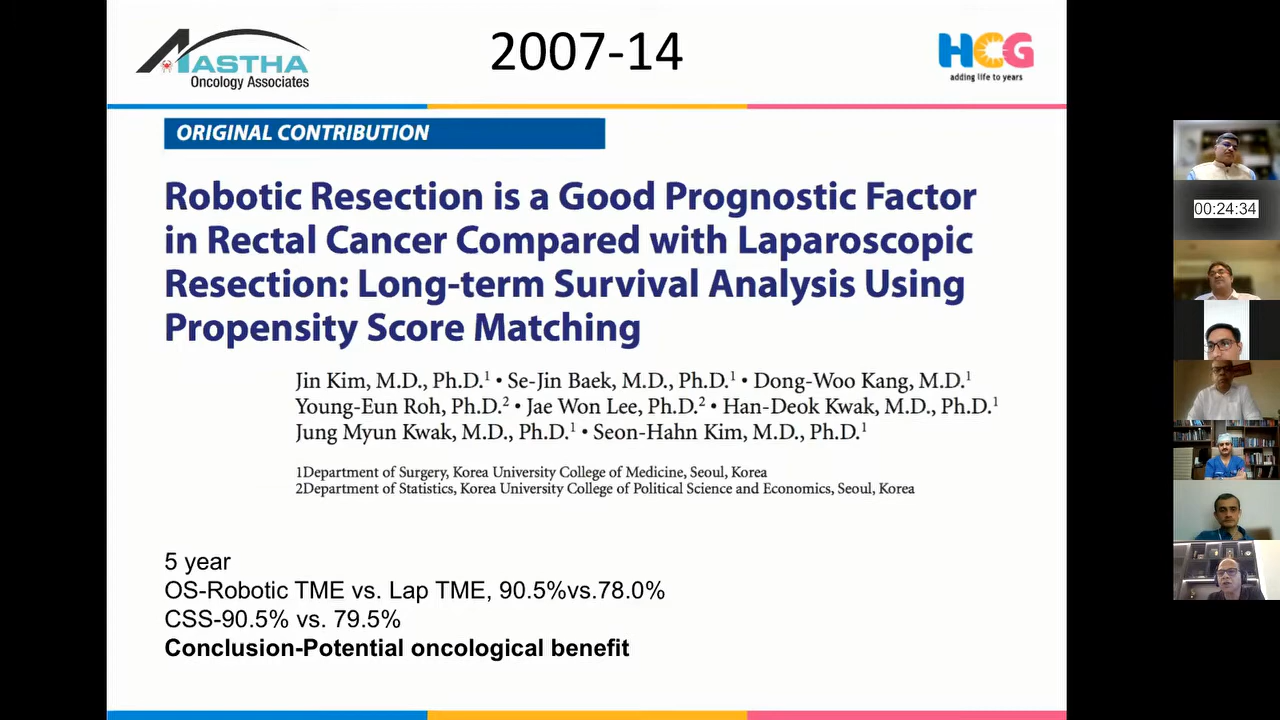 AASTHA
Oncology Associates
2007-14
HCG
adding life to years
ORIGINAL CONTRIBUTION
Robotic Resection is a Good Prognostic Factor
in Rectal Cancer Compared with Laparoscopic
Resection: Long-term Survival Analysis Using
Propensity Score Matching
Jin Kim, M.D., Ph.D.1 • Se-Jin Baek, M.D., Ph.D.1 • Dong-Woo Kang, M.D.1
Young-Eun Roh, Ph.D.2 • Jae Won Lee, Ph.D.2 • Han-Deok Kwak, M.D., Ph.D.1
Jung Myun Kwak, M.D., Ph.D.1 • Seon-Hahn Kim, M.D., Ph.D.1
1Department of Surgery, Korea University College of Medicine, Seoul, Korea
2Department of Statistics, Korea University College of Political Science and Economics, Seoul, Korea
5 year
OS-Robotic TME vs. Lap TME, 90.5%vs.78.0%
CSS-90.5% vs. 79.5%
Conclusion-Potential oncological benefit
00:24:34